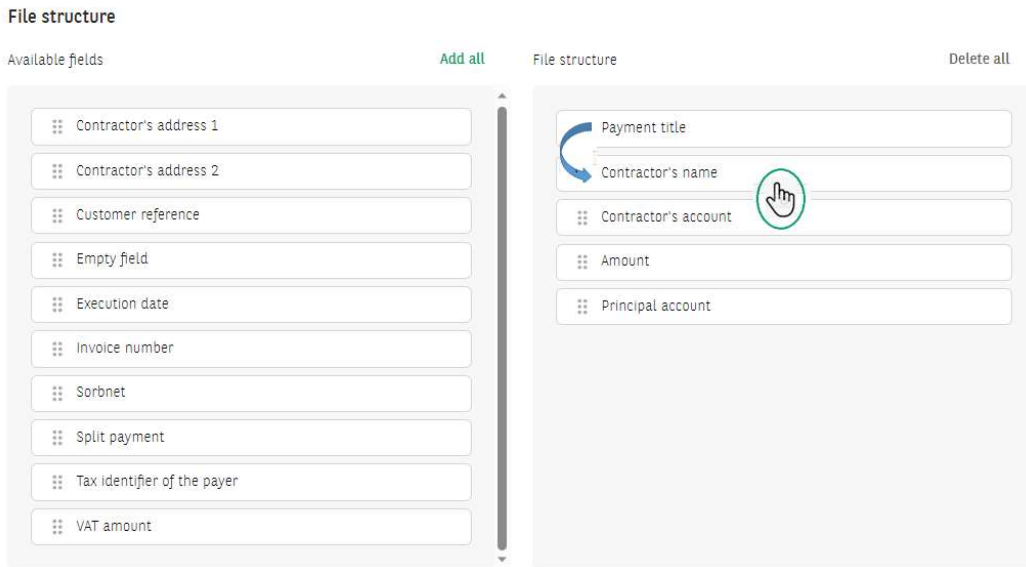 File structure
Available fields
Add all
Contractor's address 1
Contractor's address 2
Customer reference
Empty field
Execution date
Invoice number
Sorbnet
Split payment
Tax identifier of the payer
VAT amount
File structure
Delete all
Payment title
Contractor's name
Contractor's account
Amount
Principal account